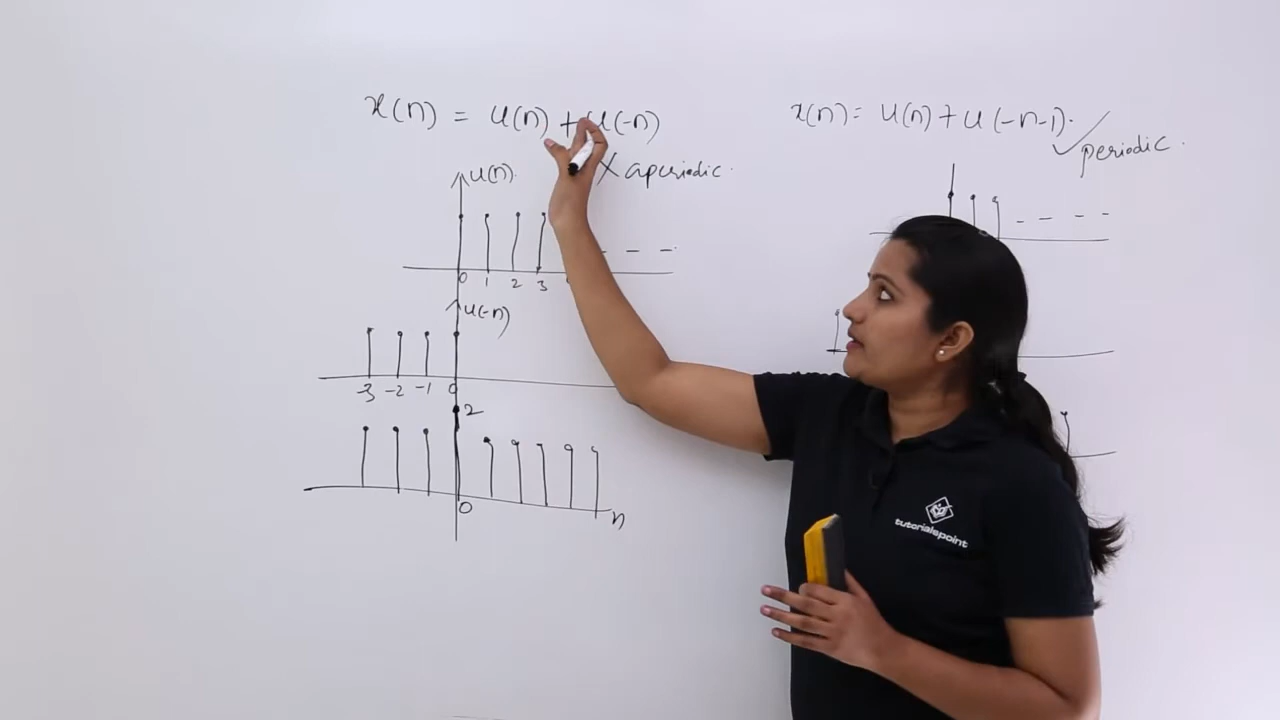 x(n) = u(n) + u(-n)
x(n) = u(n) + u(-n-1).
✓ periodic.
u(n)
X aperiodic.
0 1 2 3
u(-n)
-3 -2 -1 0
2
0
n
tutorialspoint